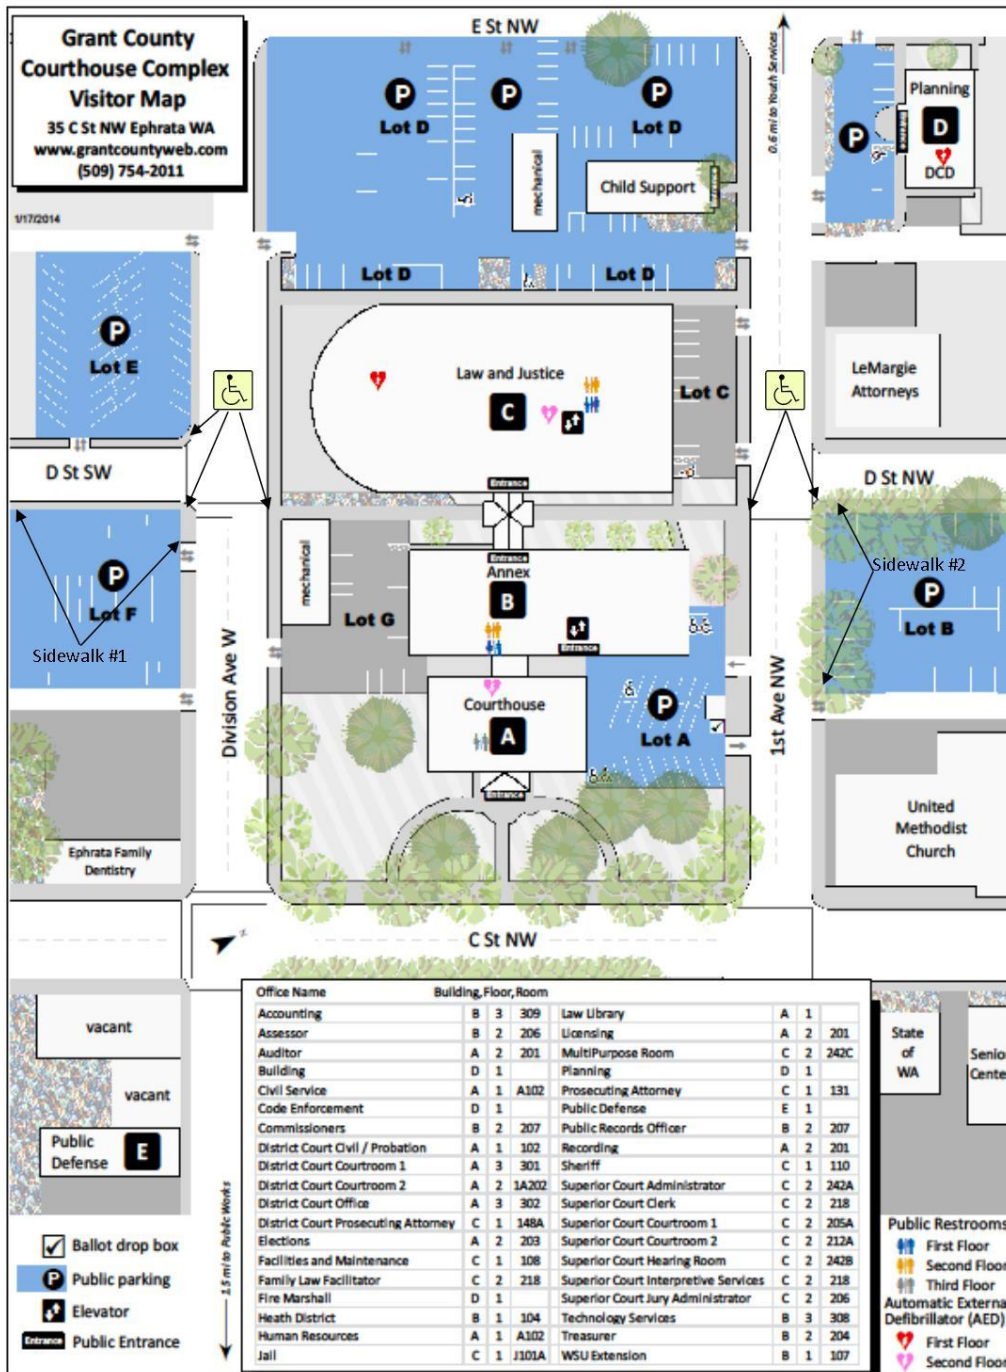 Grant County
Courthouse Complex
Visitor Map
35 C St NW Ephrata WA
www.grantcountyweb.com
(509) 754-2011
1/17/2014
E St NW
0.6 mi to Youth Services
P
Lot D
P
P
Lot D
mechanical
Child Support
Entrance
Lot D
Lot D
P
Entrance
Planning
D
DCD
P
Lot E
Law and Justice
C
Entrance
Lot C
LeMargie
Attorneys
D St SW
D St NW
P
Lot F
Sidewalk #1
Division Ave W
mechanical
Lot G
Entrance
Annex
B
Entrance
Courthouse
A
Entrance
P
Lot A
1st Ave NW
Sidewalk #2
P
Lot B
Ephrata Family
Dentistry
United
Methodist
Church
Z
C St NW
vacant
vacant
Public
Defense
E
1.5 mi to Public Works
Office Name Building, Floor, Room
Accounting B 3 309 Law Library A 1
Assessor B 2 206 Licensing A 2 201
Auditor A 2 201 MultiPurpose Room C 2 242C
Building D 1 Planning D 1
Civil Service A 1 A102 Prosecuting Attorney C 1 131
Code Enforcement D 1 Public Defense E 1
Commissioners B 2 207 Public Records Officer B 2 207
District Court Civil / Probation A 1 102 Recording A 2 201
District Court Courtroom 1 A 3 301 Sheriff C 1 110
District Court Courtroom 2 A 2 1A202 Superior Court Administrator C 2 242A
District Court Office A 3 302 Superior Court Clerk C 2 218
District Court Prosecuting Attorney C 1 148A Superior Court Courtroom 1 C 2 205A
Elections A 2 203 Superior Court Courtroom 2 C 2 212A
Facilities and Maintenance C 1 108 Superior Court Hearing Room C 2 242B
Family Law Facilitator C 2 218 Superior Court Interpretive Services C 2 218
Fire Marshall D 1 Superior Court Jury Administrator C 2 206
Heath District B 1 104 Technology Services B 3 308
Human Resources A 1 A102 Treasurer B 2 204
Jail C 1 J101A WSU Extension B 1 107
State
of
WA
Senio
Cente
Ballot drop box
P Public parking
Elevator
Entrance Public Entrance
Public Restrooms
First Floor
Second Floor
Third Floor
Automatic Externa
Defibrillator (AED)
First Floor
Second Floor